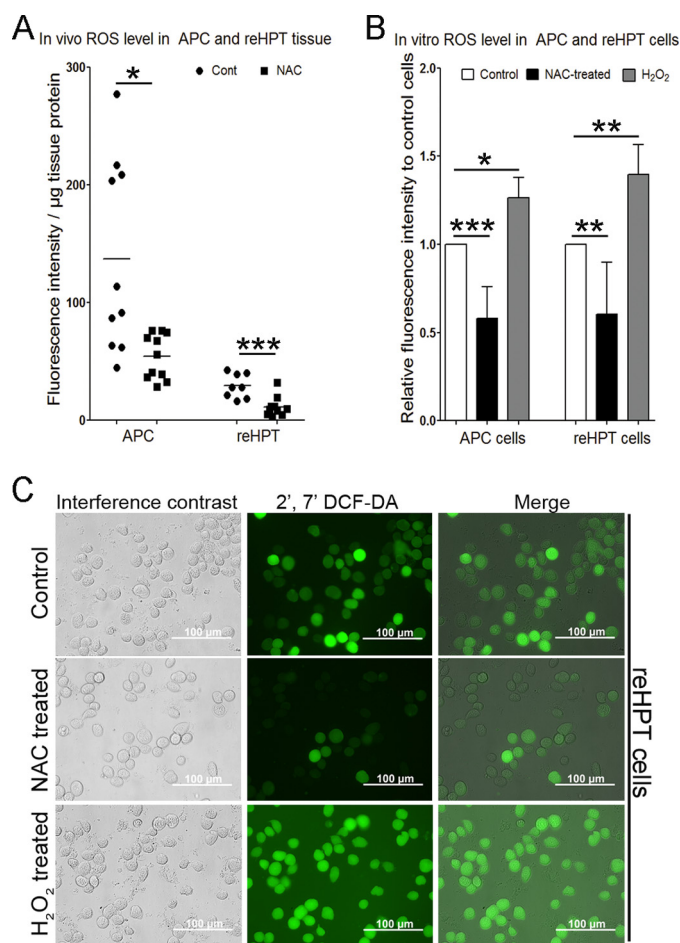 A
In vivo ROS level in APC and reHPT tissue
Fluorescence intensity / µg tissue protein
300
200
100
0
Cont
NAC
*
***
APC
reHPT
B
In vitro ROS level in APC and reHPT cells
Relative fluorescence intensity to control cells
2.0
1.5
1.0
0.5
0.0
Control
NAC-treated
H₂O₂
*
**
***
**
APC cells
reHPT cells
C
Interference contrast
2', 7' DCF-DA
Merge
Control
100 µm
100 µm
100 µm
NAC treated
100 µm
100 µm
100 µm
H₂O₂ treated
100 µm
100 µm
100 µm
reHPT cells